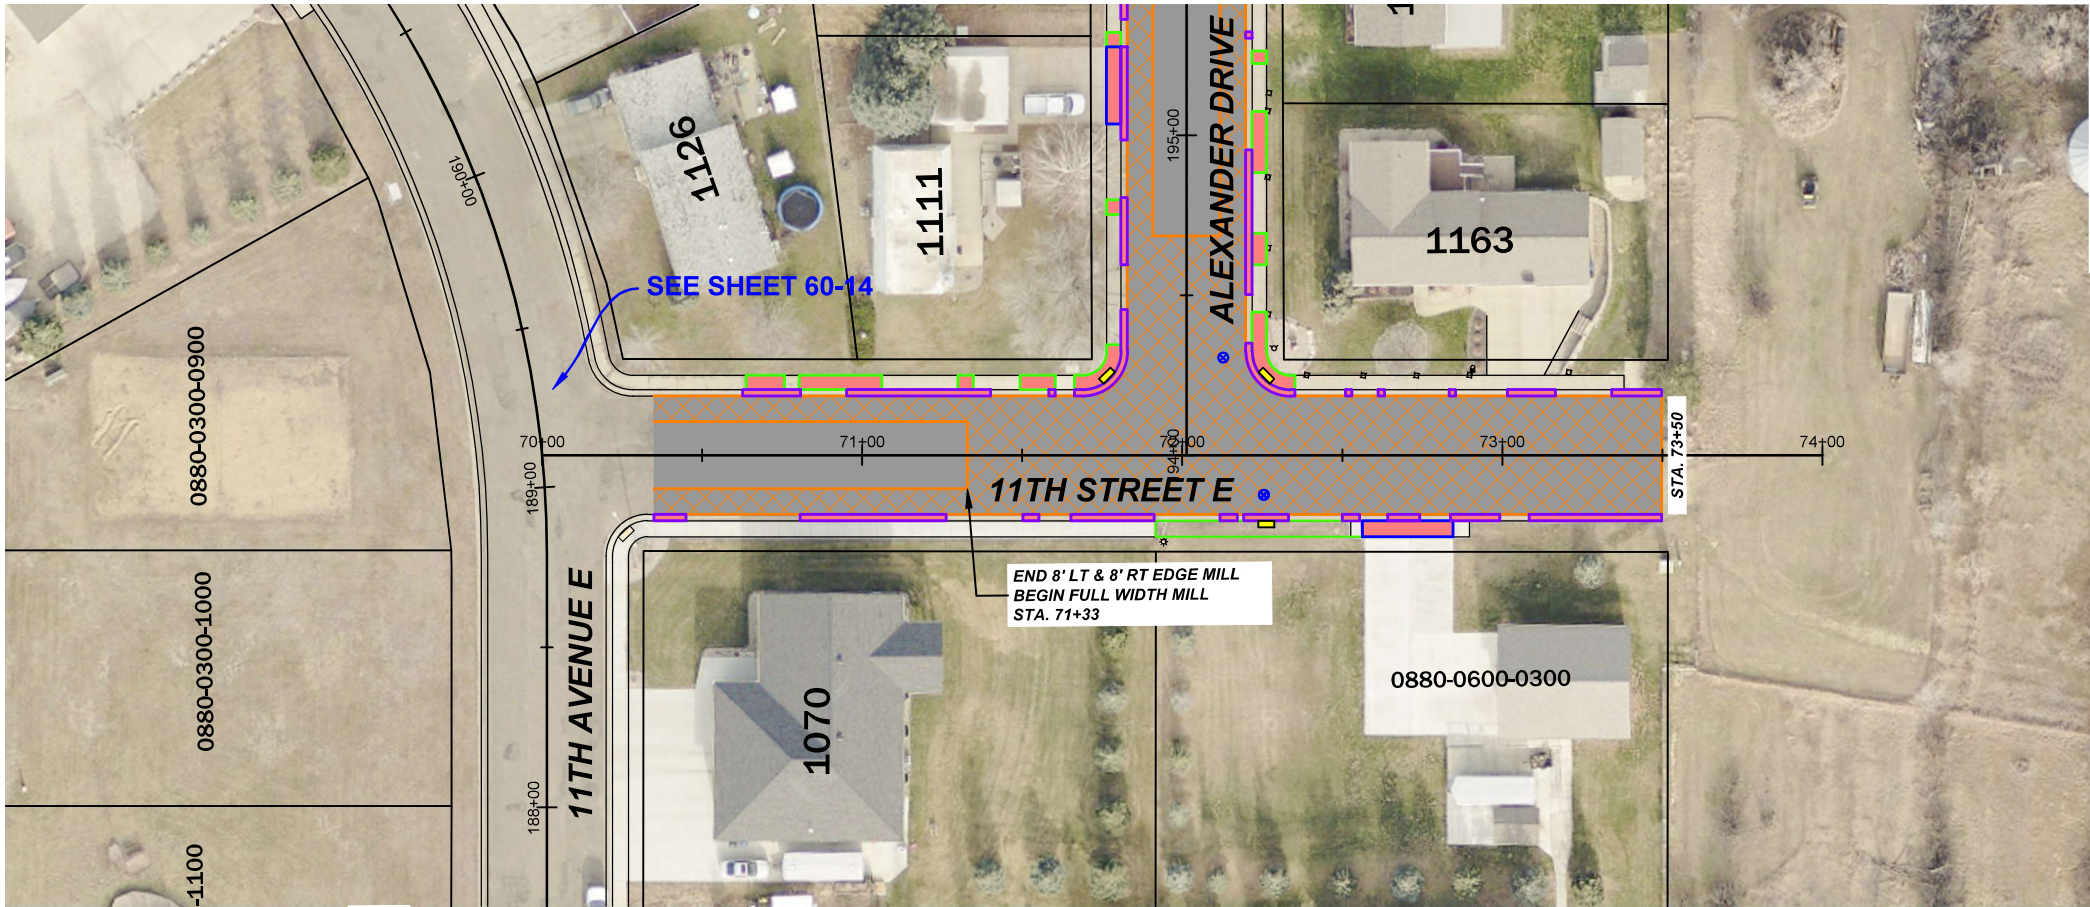 1126
1111
195+00
ALEXANDER DRIVE
1163
190+00
SEE SHEET 60-14
0880-0300-0900
70+00
71+00
72+00
73+00
74+00
94+00
189+00
11TH STREET E
STA. 73+50
END 8' LT & 8' RT EDGE MILL
BEGIN FULL WIDTH MILL
STA. 71+33
0880-0300-1000
11TH AVENUE E
1070
0880-0600-0300
188+00
-1100